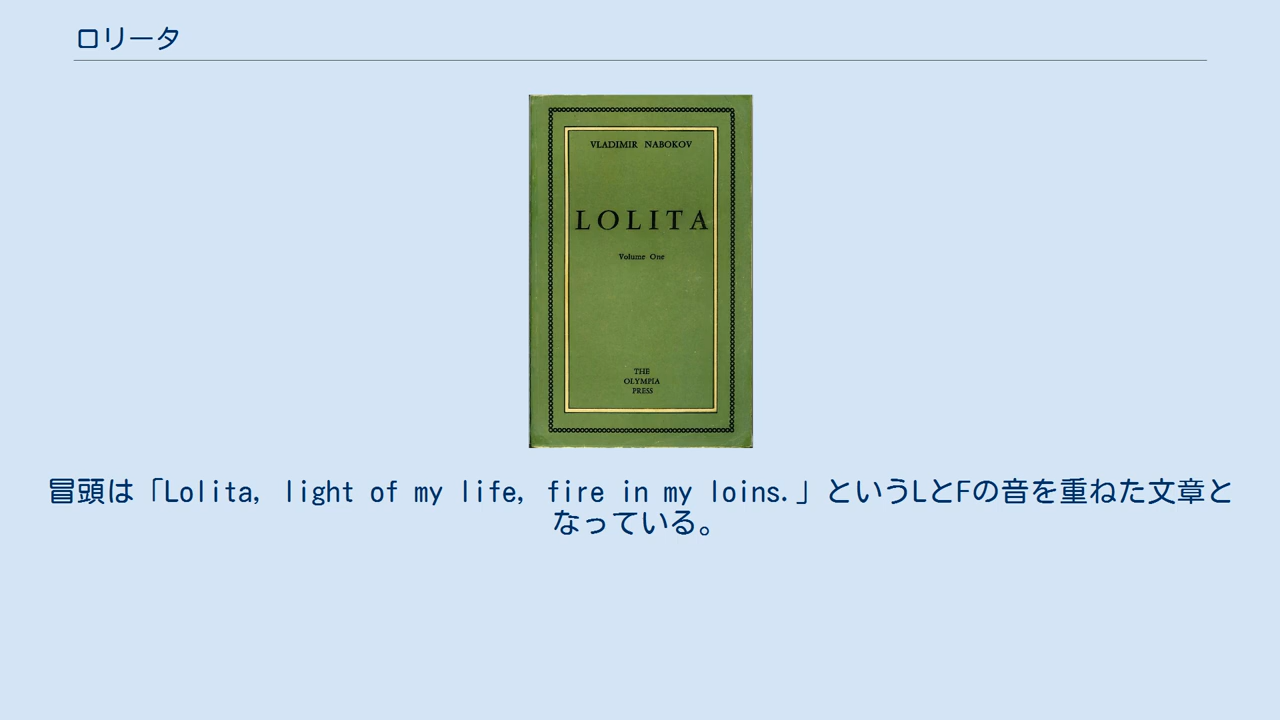 ロリータ
VLADIMIR NABOKOV
LOLITA
Volume One
THE
OLYMPIA
PRESS
冒頭は「Lolita, light of my life, fire in my loins.」というLとFの音を重ねた文章と
なっている。